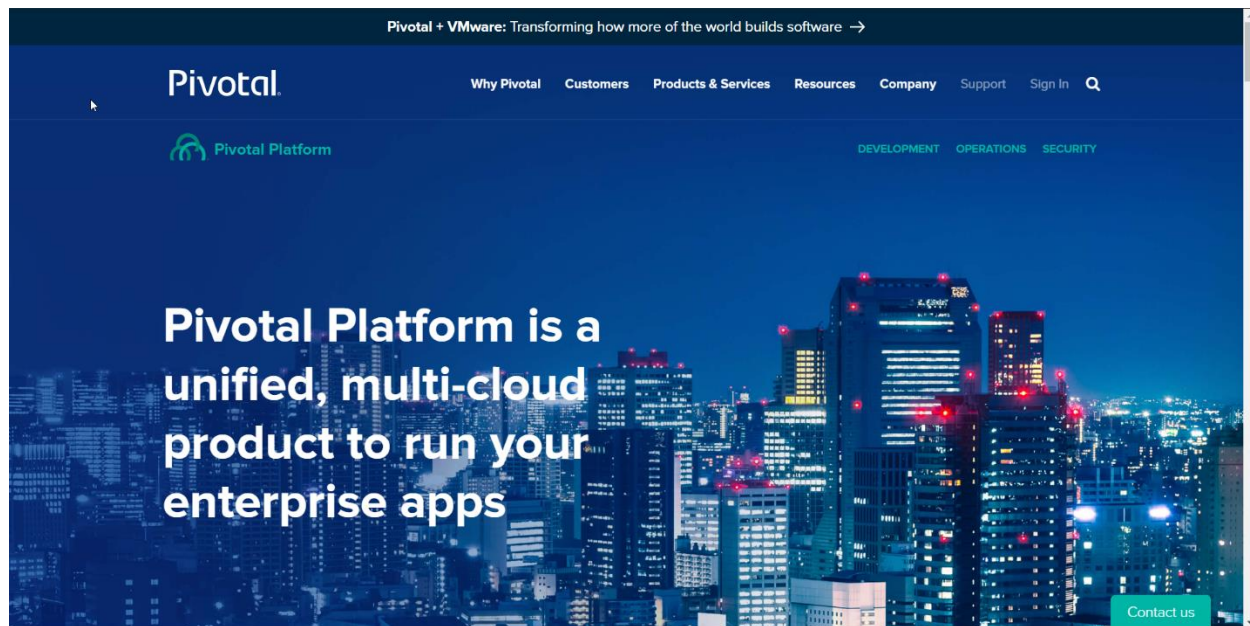 Pivotal + VMware: Transforming how more of the world builds software →
Pivotal.
Why Pivotal Customers Products & Services Resources Company Support Sign In
Pivotal Platform
DEVELOPMENT OPERATIONS SECURITY
Pivotal Platform is a
unified, multi-cloud
product to run your
enterprise apps
Contact us